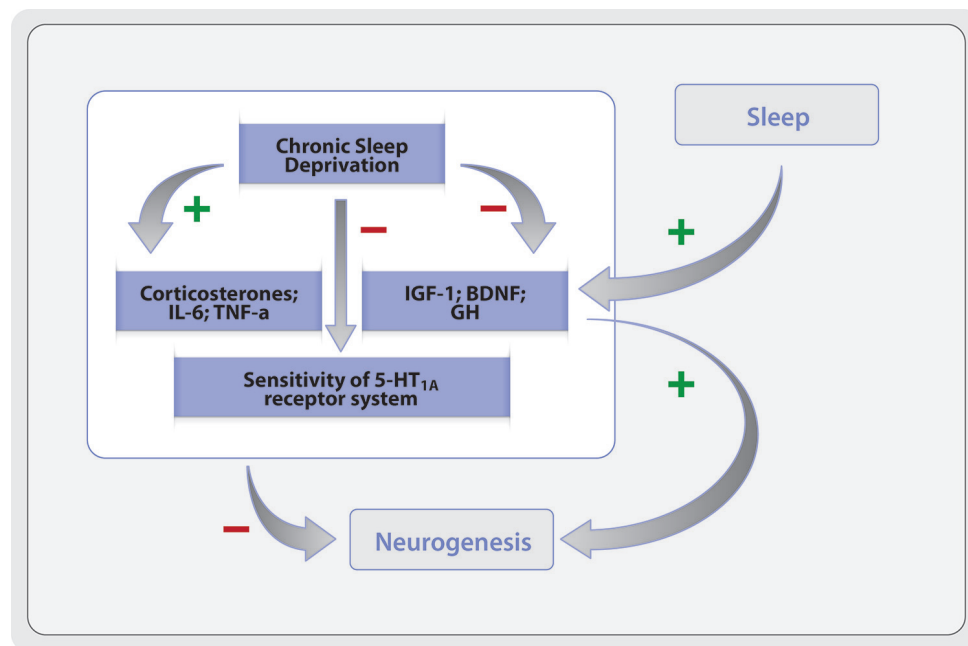 Sleep
Chronic Sleep
Deprivation
+
−
−
+
Corticosterones;
IL-6; TNF-a
IGF-1; BDNF;
GH
Sensitivity of 5-HT1A
receptor system
+
−
Neurogenesis